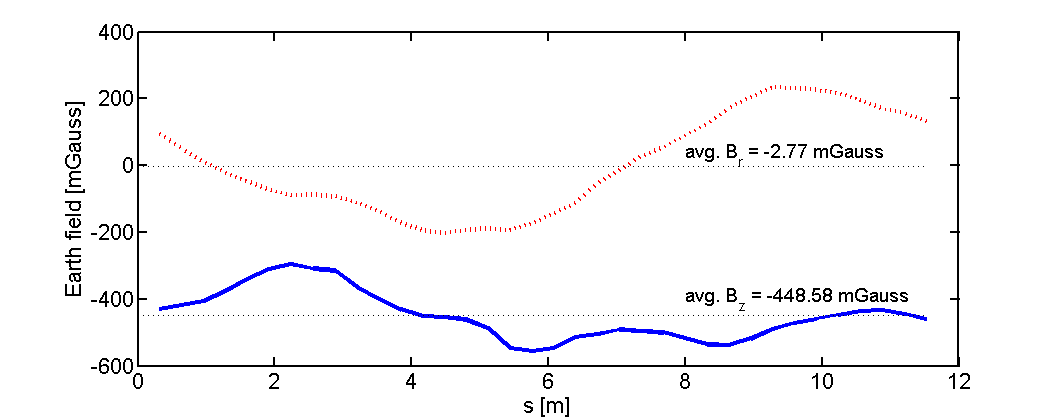 400
200
0
-200
-400
-600
Earth field [mGauss]
avg. B_r = -2.77 mGauss
avg. B_z = -448.58 mGauss
0 2 4 6 8 10 12
s [m]